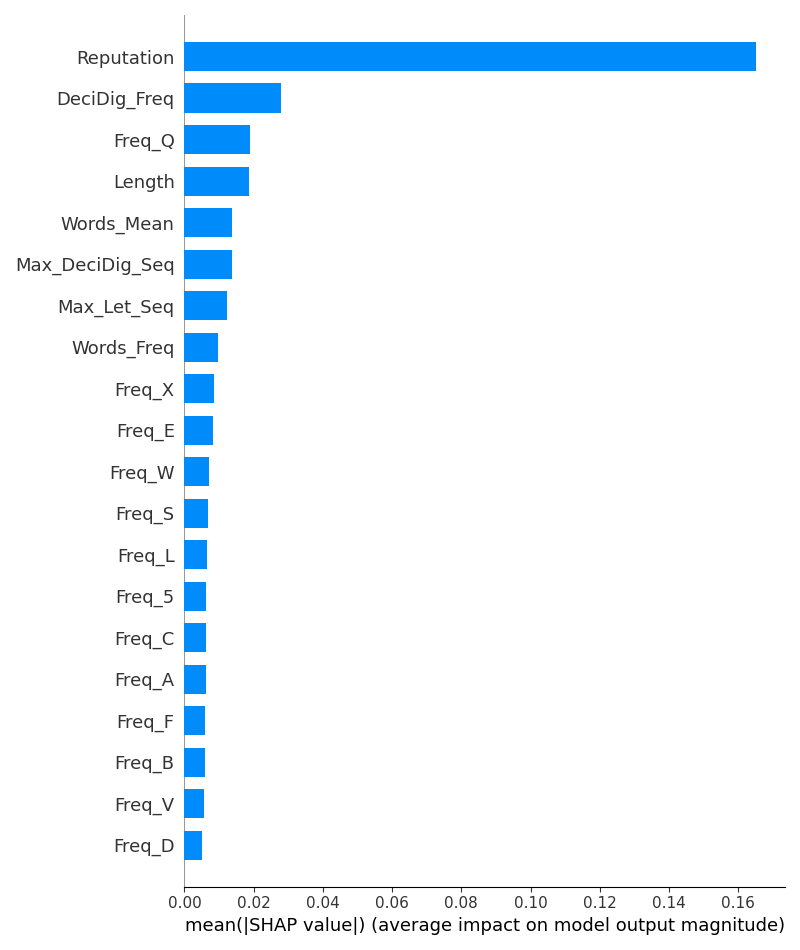 Reputation
DeciDig_Freq
Freq_Q
Length
Words_Mean
Max_DeciDig_Seq
Max_Let_Seq
Words_Freq
Freq_X
Freq_E
Freq_W
Freq_S
Freq_L
Freq_5
Freq_C
Freq_A
Freq_F
Freq_B
Freq_V
Freq_D
0.00 0.02 0.04 0.06 0.08 0.10 0.12 0.14 0.16
mean(|SHAP value|) (average impact on model output magnitude)